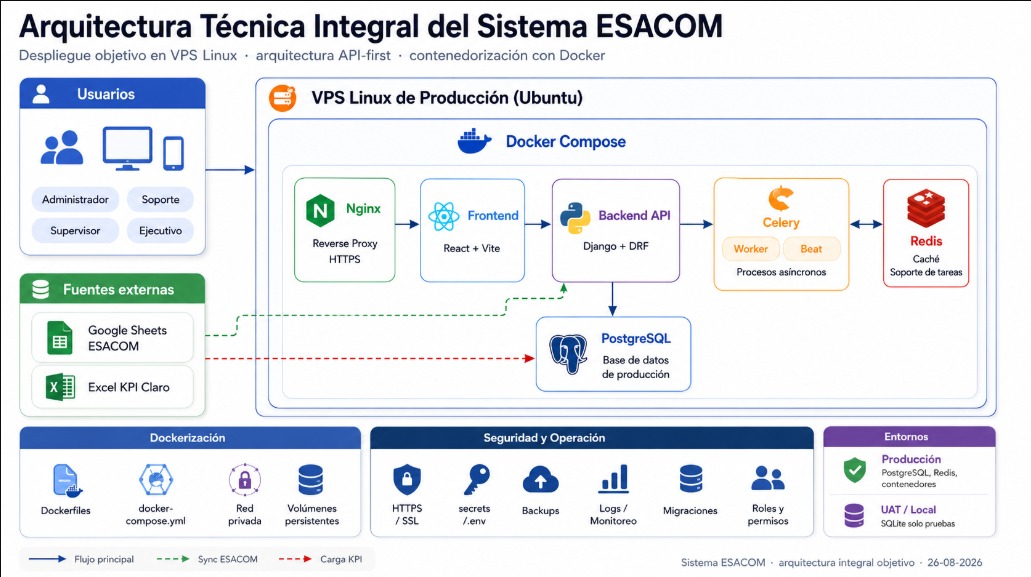 Arquitectura Técnica Integral del Sistema ESACOM
Despliegue objetivo en VPS Linux · arquitectura API-first · contenedorización con Docker
Usuarios
Administrador
Soporte
Supervisor
Ejecutivo
Fuentes externas
Google Sheets
ESACOM
Excel KPI Claro
VPS Linux de Producción (Ubuntu)
Docker Compose
Nginx
Reverse Proxy
HTTPS
Frontend
React + Vite
Backend API
Django + DRF
Celery
Worker
Beat
Procesos asíncronos
Redis
Caché
Soporte de tareas
PostgreSQL
Base de datos
de producción
Dockerización
Dockerfiles
docker-
compose.yml
Red
privada
Volúmenes
persistentes
Seguridad y Operación
HTTPS
/ SSL
secrets
/.env
Backups
Logs /
Monitoreo
Migraciones
Roles y
permisos
Entornos
Producción
PostgreSQL, Redis,
contenedores
UAT / Local
SQLite solo pruebas
Flujo principal
Sync ESACOM
Carga KPI
Sistema ESACOM · arquitectura integral objetivo · 26-08-2026